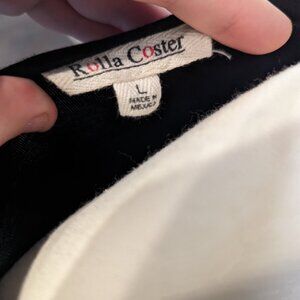 Rolla Coster
L
MADE IN
MEXICO